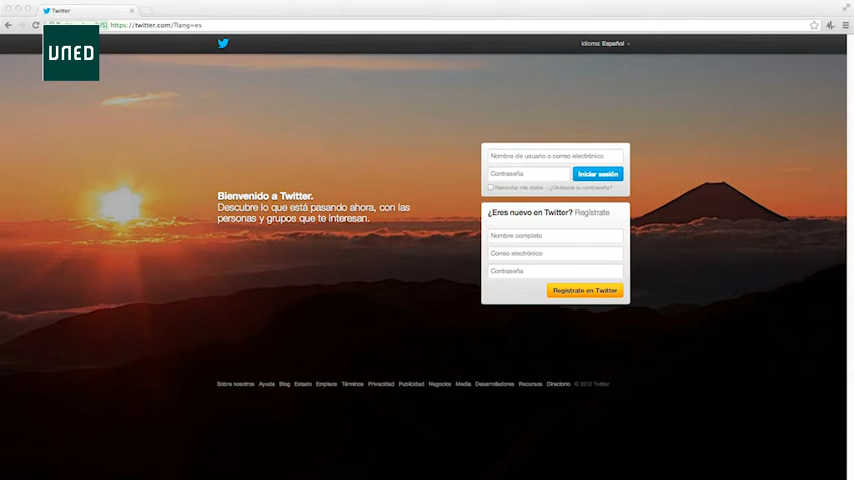 Twitter
https://twitter.com/?lang=es
UNED
Idioma: Español
Nombre de usuario o correo electrónico
Contraseña
Iniciar sesión
Recordar mis datos · ¿Olvidaste tu contraseña?
Bienvenido a Twitter.
Descubre lo que está pasando ahora, con las
personas y grupos que te interesan.
¿Eres nuevo en Twitter? Regístrate
Nombre completo
Correo electrónico
Contraseña
Regístrate en Twitter
Sobre nosotros Ayuda Blog Estado Empleos Términos Privacidad Publicidad Negocios Media Desarrolladores Recursos Directorio © 2012 Twitter